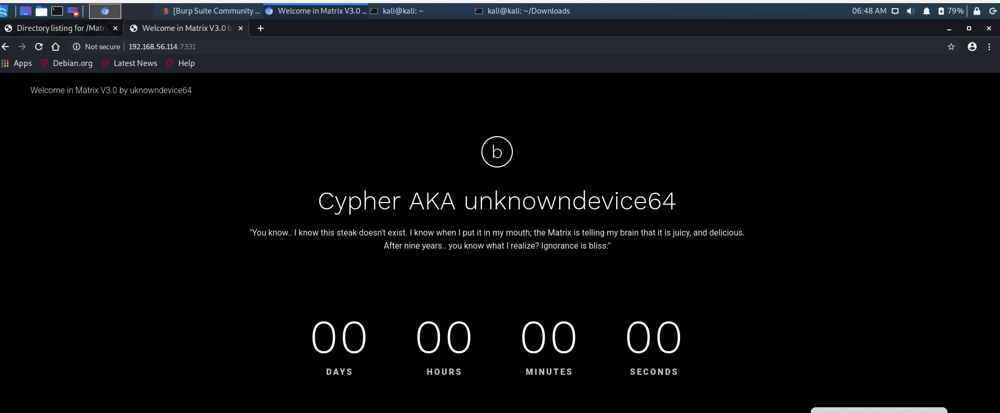 [Burp Suite Community ...
Welcome in Matrix V3.0 ...
kali@kali: ~
kali@kali: ~/Downloads
06:48 AM
79%
Directory listing for /Matri
Welcome in Matrix V3.0 b
Not secure
192.168.56.114:7331
Apps
Debian.org
Latest News
Help
Welcome in Matrix V3.0 by uknowndevice64
b
Cypher AKA unknowndevice64
"You know.. I know this steak doesn't exist. I know when I put it in my mouth; the Matrix is telling my brain that it is juicy, and delicious.
After nine years.. you know what I realize? Ignorance is bliss."
00 00 00 00
DAYS HOURS MINUTES SECONDS